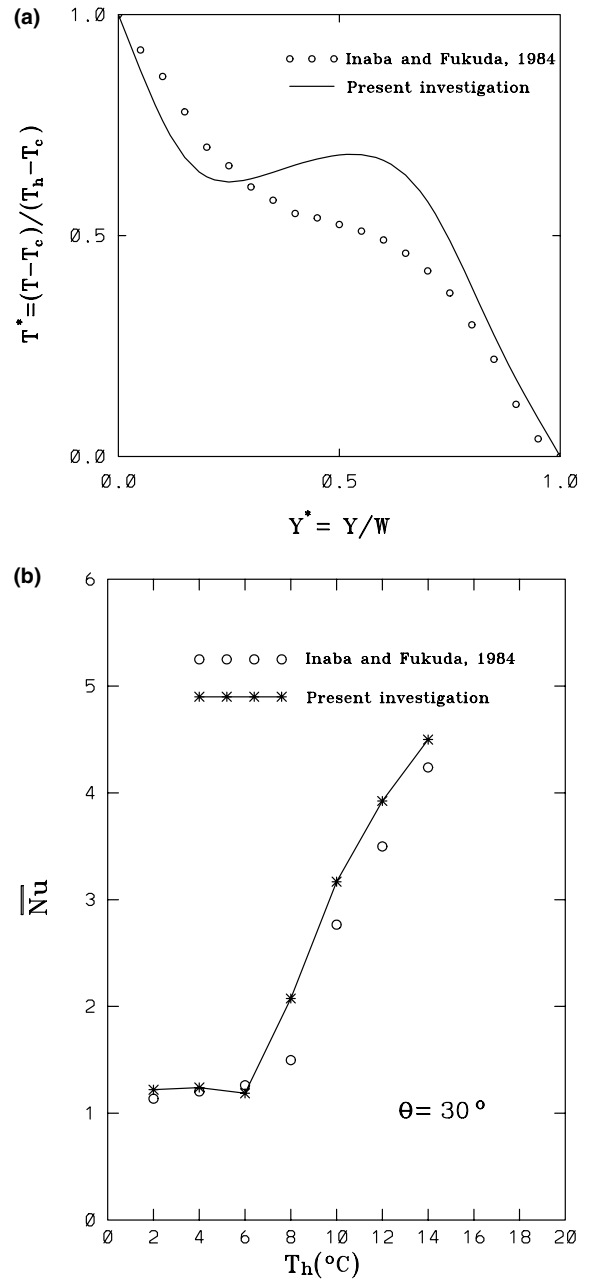 (a)
1.0
0.5
0.0
0.0 0.5 1.0
T*=(T−Tc)/(Th−Tc)
Y*= Y/W
Inaba and Fukuda, 1984
Present investigation
(b)
6
5
4
3
2
1
0
0 2 4 6 8 10 12 14 16 18 20
N̅u̅
Th(°C)
Inaba and Fukuda, 1984
Present investigation
Θ= 30°